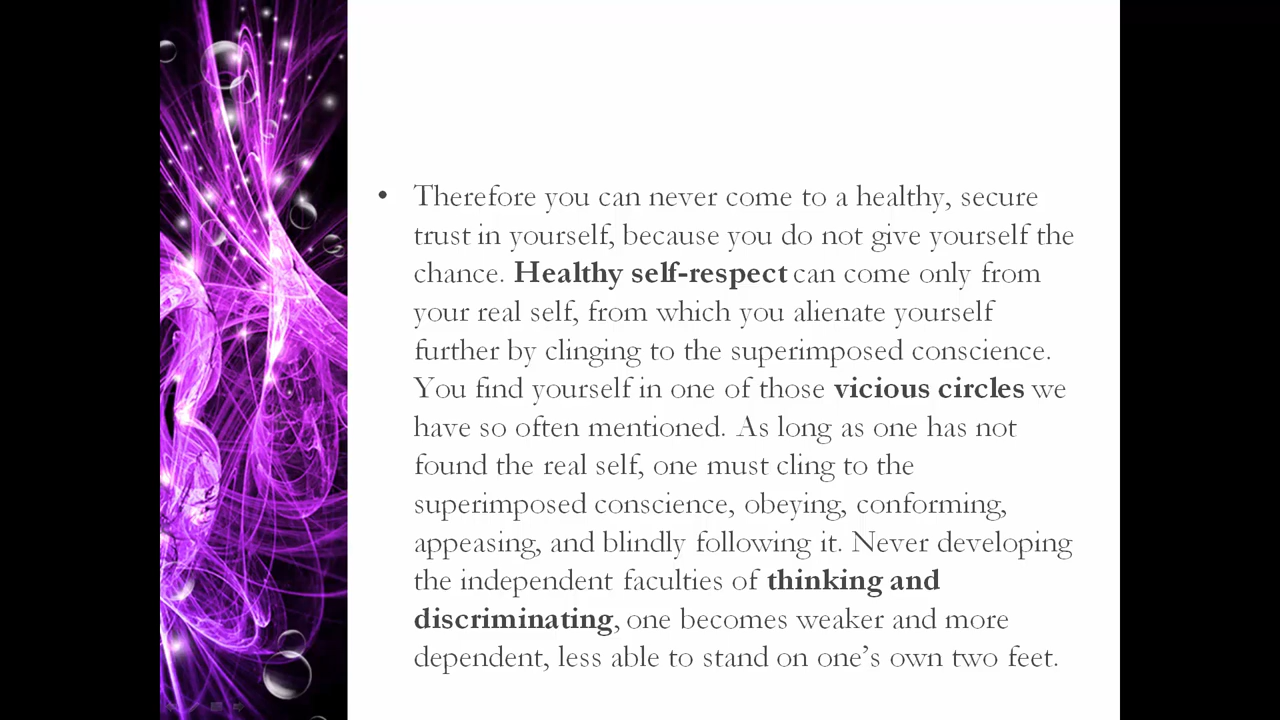 • Therefore you can never come to a healthy, secure
trust in yourself, because you do not give yourself the
chance. Healthy self-respect can come only from
your real self, from which you alienate yourself
further by clinging to the superimposed conscience.
You find yourself in one of those vicious circles we
have so often mentioned. As long as one has not
found the real self, one must cling to the
superimposed conscience, obeying, conforming,
appeasing, and blindly following it. Never developing
the independent faculties of thinking and
discriminating, one becomes weaker and more
dependent, less able to stand on one’s own two feet.